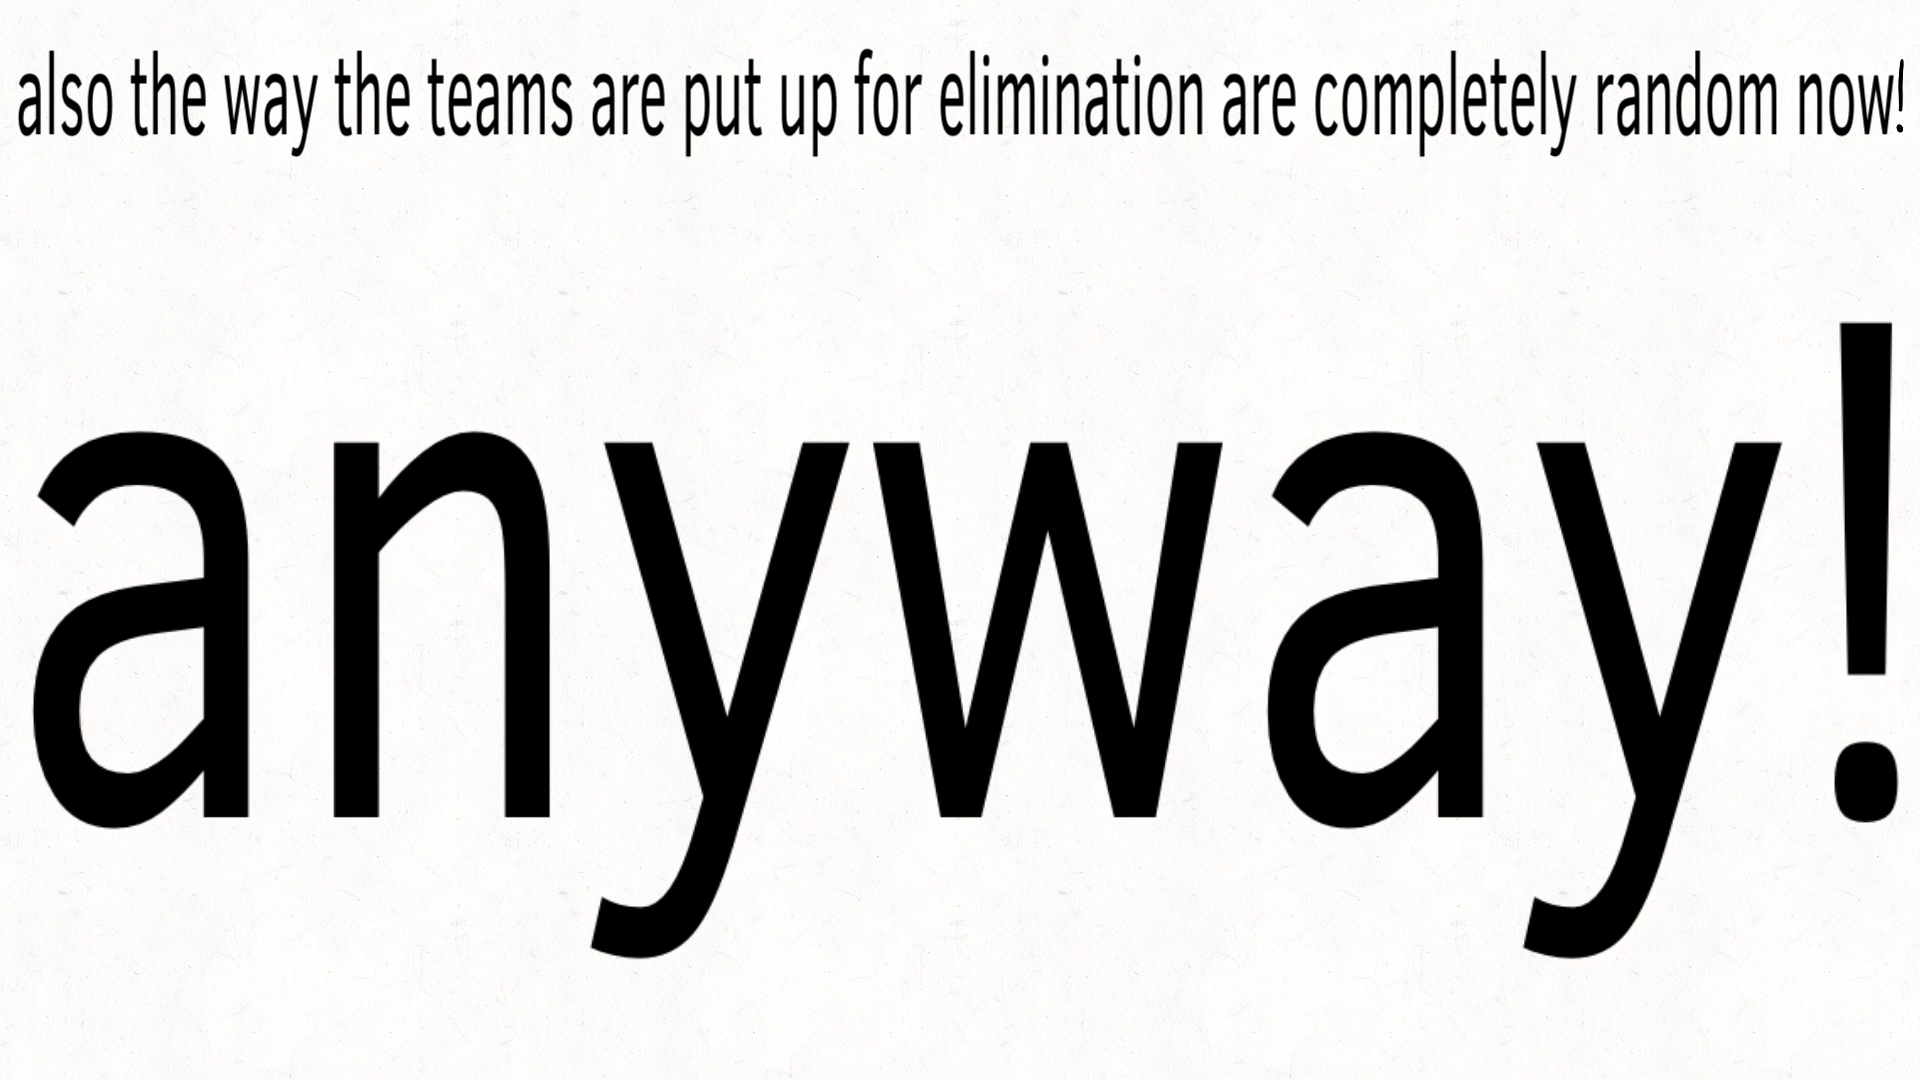 also the way the teams are put up for elimination are completely random now!
anyway!